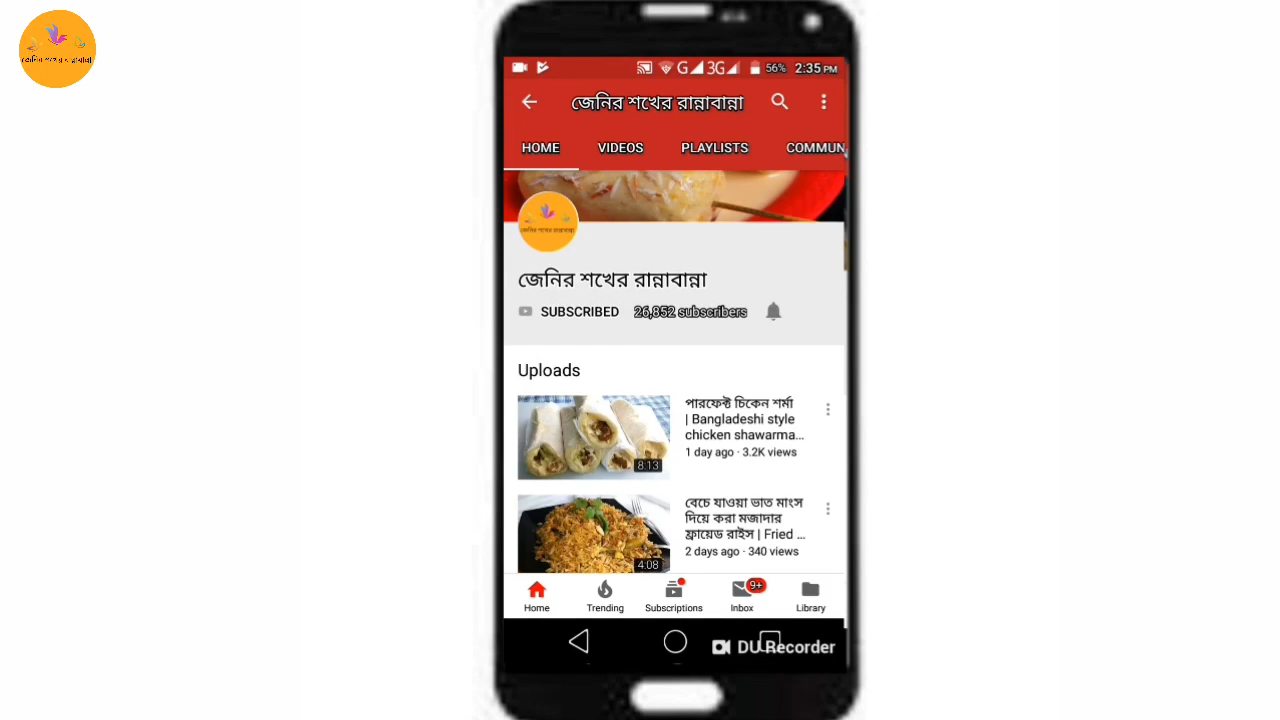 জেনির শখের রান্নাবান্না
G 3G 56% 2:35 PM
জেনির শখের রান্নাবান্না
HOME VIDEOS PLAYLISTS COMMUN
জেনির শখের রান্নাবান্না
জেনির শখের রান্নাবান্না
SUBSCRIBED 26,852 subscribers
Uploads
পারফেক্ট চিকেন শর্মা
| Bangladeshi style
chicken shawarma...
1 day ago · 3.2K views
8:13
বেচে যাওয়া ভাত মাংস
দিয়ে করা মজাদার
ফ্রায়েড রাইস | Fried ...
2 days ago · 340 views
4:08
9+
Home Trending Subscriptions Inbox Library
DU Recorder